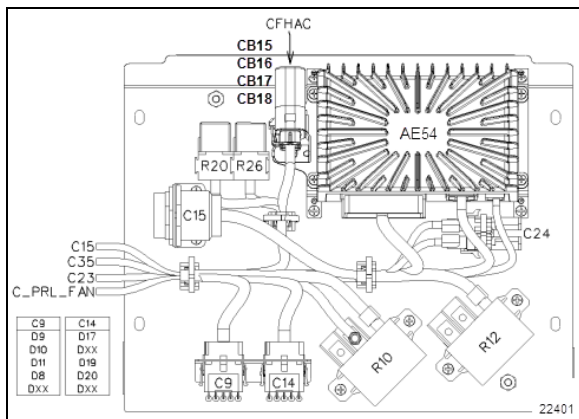 CFHAC
CB15
CB16
CB17
CB18
AE54
R20 R26
C15
C24
C15
C35
C23
C_PRL_FAN
R10
R12
C9 C14
C9 C14
D9 D17
D10 DXX
D11 D19
D8 D20
DXX DXX
22401